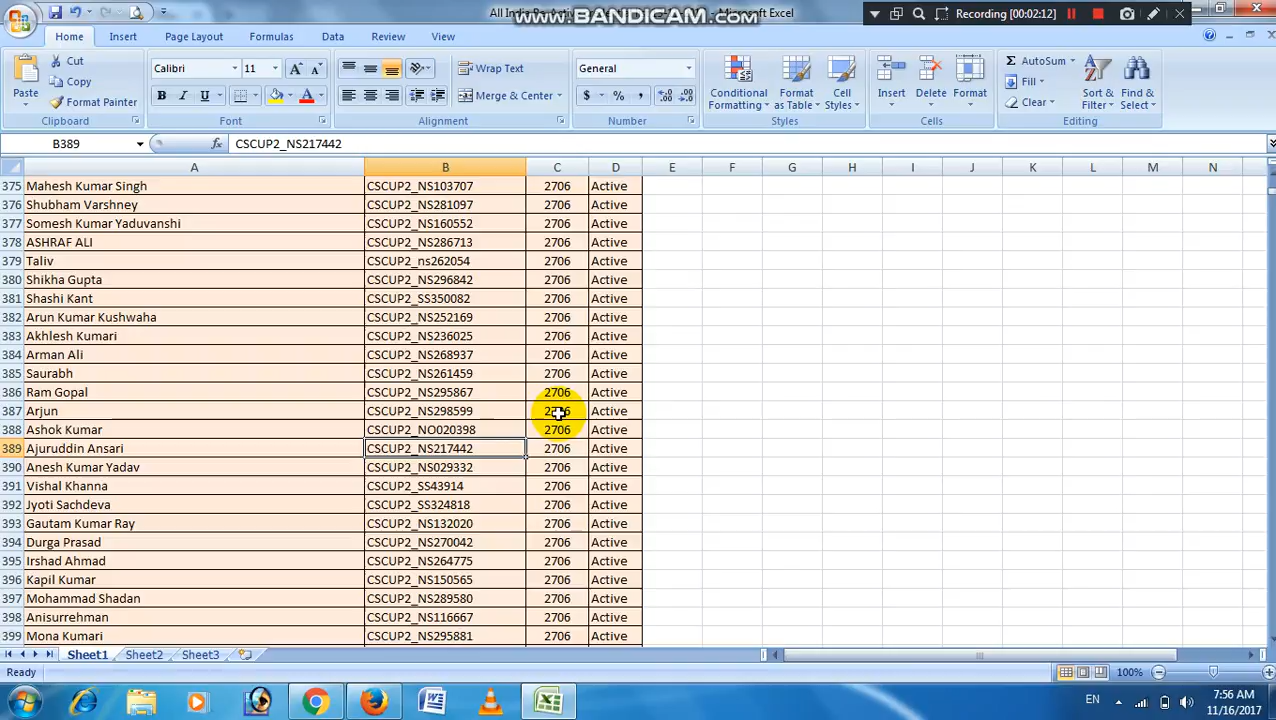 All India Re-Ac
www.BANDICAM.com
Microsoft Excel
Recording [00:02:12]
Home Insert Page Layout Formulas Data Review View
Paste
Cut
Copy
Format Painter
Clipboard
Calibri 11
B I U
Font
Wrap Text
Merge & Center
Alignment
General
$ % ,
Number
Conditional Formatting
Format as Table
Cell Styles
Styles
Insert Delete Format
Cells
AutoSum
Fill
Clear
Sort & Filter
Find & Select
Editing
B389 fx CSCUP2_NS217442
A B C D E F G H I J K L M N
375 Mahesh Kumar Singh CSCUP2_NS103707 2706 Active
376 Shubham Varshney CSCUP2_NS281097 2706 Active
377 Somesh Kumar Yaduvanshi CSCUP2_NS160552 2706 Active
378 ASHRAF ALI CSCUP2_NS286713 2706 Active
379 Taliv CSCUP2_ns262054 2706 Active
380 Shikha Gupta CSCUP2_NS296842 2706 Active
381 Shashi Kant CSCUP2_SS350082 2706 Active
382 Arun Kumar Kushwaha CSCUP2_NS252169 2706 Active
383 Akhlesh Kumari CSCUP2_NS236025 2706 Active
384 Arman Ali CSCUP2_NS268937 2706 Active
385 Saurabh CSCUP2_NS261459 2706 Active
386 Ram Gopal CSCUP2_NS295867 2706 Active
387 Arjun CSCUP2_NS298599 2706 Active
388 Ashok Kumar CSCUP2_NO020398 2706 Active
389 Ajuruddin Ansari CSCUP2_NS217442 2706 Active
390 Anesh Kumar Yadav CSCUP2_NS029332 2706 Active
391 Vishal Khanna CSCUP2_SS43914 2706 Active
392 Jyoti Sachdeva CSCUP2_SS324818 2706 Active
393 Gautam Kumar Ray CSCUP2_NS132020 2706 Active
394 Durga Prasad CSCUP2_NS270042 2706 Active
395 Irshad Ahmad CSCUP2_NS264775 2706 Active
396 Kapil Kumar CSCUP2_NS150565 2706 Active
397 Mohammad Shadan CSCUP2_NS289580 2706 Active
398 Anisurrehman CSCUP2_NS116667 2706 Active
399 Mona Kumari CSCUP2_NS295881 2706 Active
Sheet1 Sheet2 Sheet3
Ready 100%
EN 7:56 AM
11/16/2017